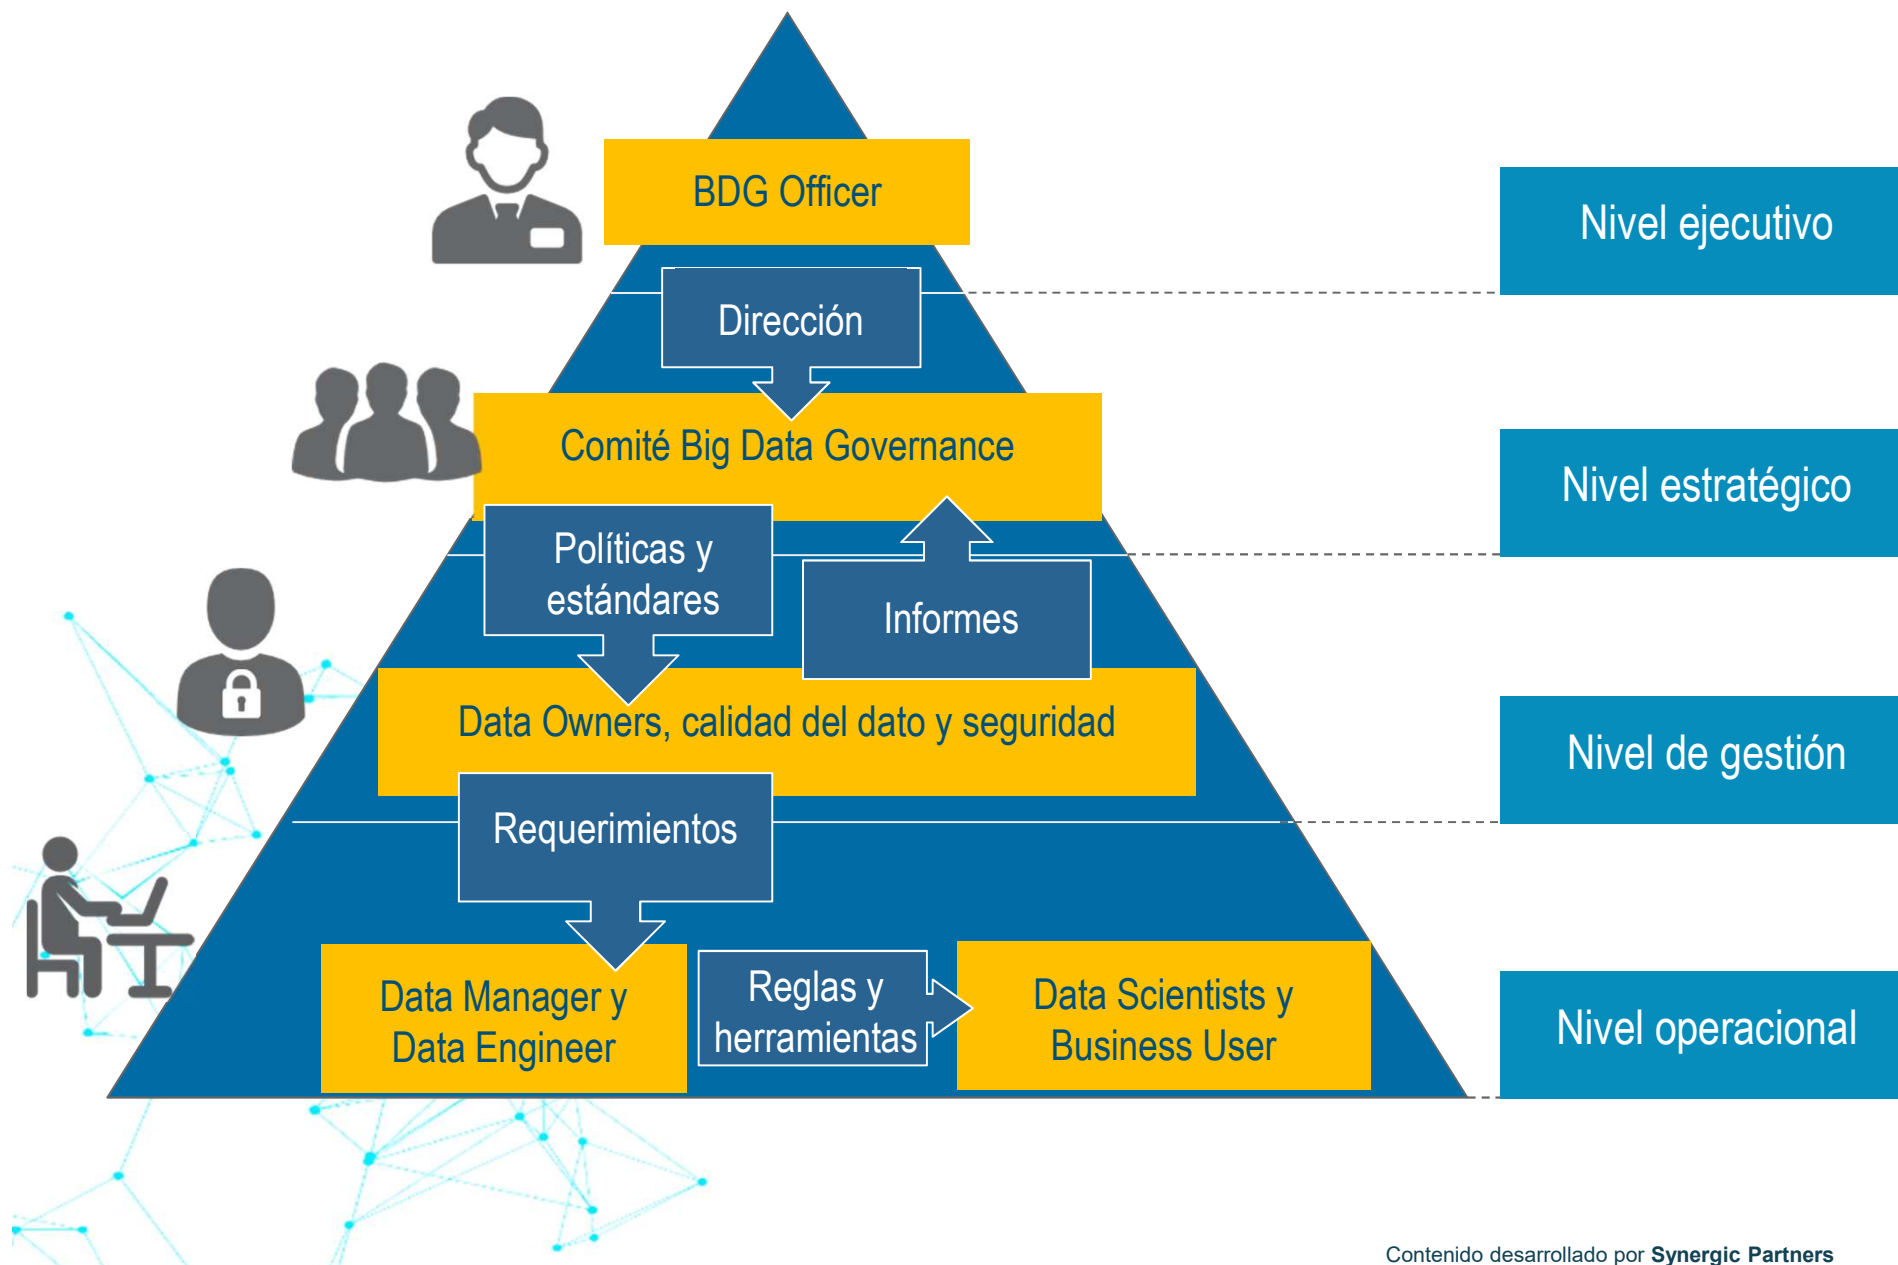 BDG Officer
Nivel ejecutivo
Dirección
Comité Big Data Governance
Nivel estratégico
Políticas y
estándares
Informes
Data Owners, calidad del dato y seguridad
Nivel de gestión
Requerimientos
Data Manager y
Data Engineer
Reglas y
herramientas
Data Scientists y
Business User
Nivel operacional
Contenido desarrollado por Synergic Partners